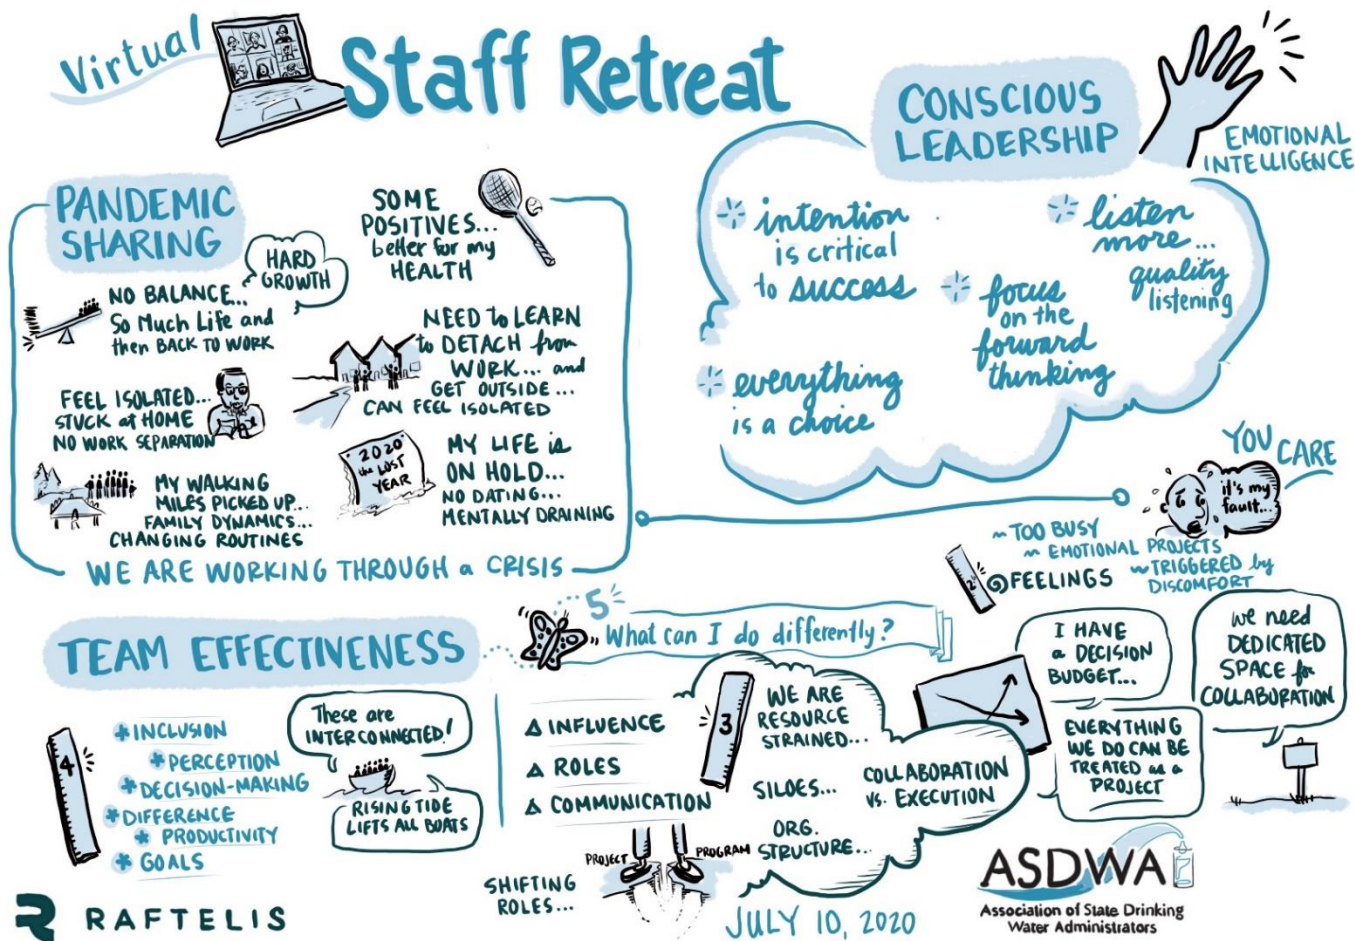 Virtual
Staff Retreat
CONSCIOUS
LEADERSHIP
EMOTIONAL
INTELLIGENCE
intention
is critical
to success
listen
more...
quality
listening
focus
on the
forward
thinking
everything
is a choice
PANDEMIC
SHARING
HARD
GROWTH
SOME
POSITIVES...
better for my
HEALTH
NO BALANCE...
So Much Life and
then BACK TO WORK
NEED to LEARN
to DETACH from
WORK... and
GET OUTSIDE...
CAN FEEL ISOLATED
FEEL ISOLATED...
STUCK at HOME
NO WORK SEPARATION
2020
the LOST
YEAR
MY LIFE is
ON HOLD...
NO DATING...
MENTALLY DRAINING
MY WALKING
MILES PICKED UP...
FAMILY DYNAMICS...
CHANGING ROUTINES
WE ARE WORKING THROUGH a CRISIS
YOU CARE
it's my
fault...
~ TOO BUSY
~ EMOTIONAL PROJECTS
~ TRIGGERED by
DISCOMFORT
2
@FEELINGS
TEAM EFFECTIVENESS
5
What can I do differently?
4
INCLUSION
PERCEPTION
DECISION-MAKING
DIFFERENCE
PRODUCTIVITY
GOALS
These are
INTERCONNECTED!
RISING TIDE
LIFTS ALL BOATS
INFLUENCE
ROLES
COMMUNICATION
PROJECT
PROGRAM
SHIFTING
ROLES...
3
WE ARE
RESOURCE
STRAINED...
SILOES...
ORG.
STRUCTURE...
COLLABORATION
vs. EXECUTION
I HAVE
a DECISION
BUDGET...
EVERYTHING
WE DO CAN BE
TREATED as a
PROJECT
we need
DEDICATED
SPACE for
COLLABORATION
RAFTELIS
JULY 10, 2020
ASDWA
Association of State Drinking
Water Administrators